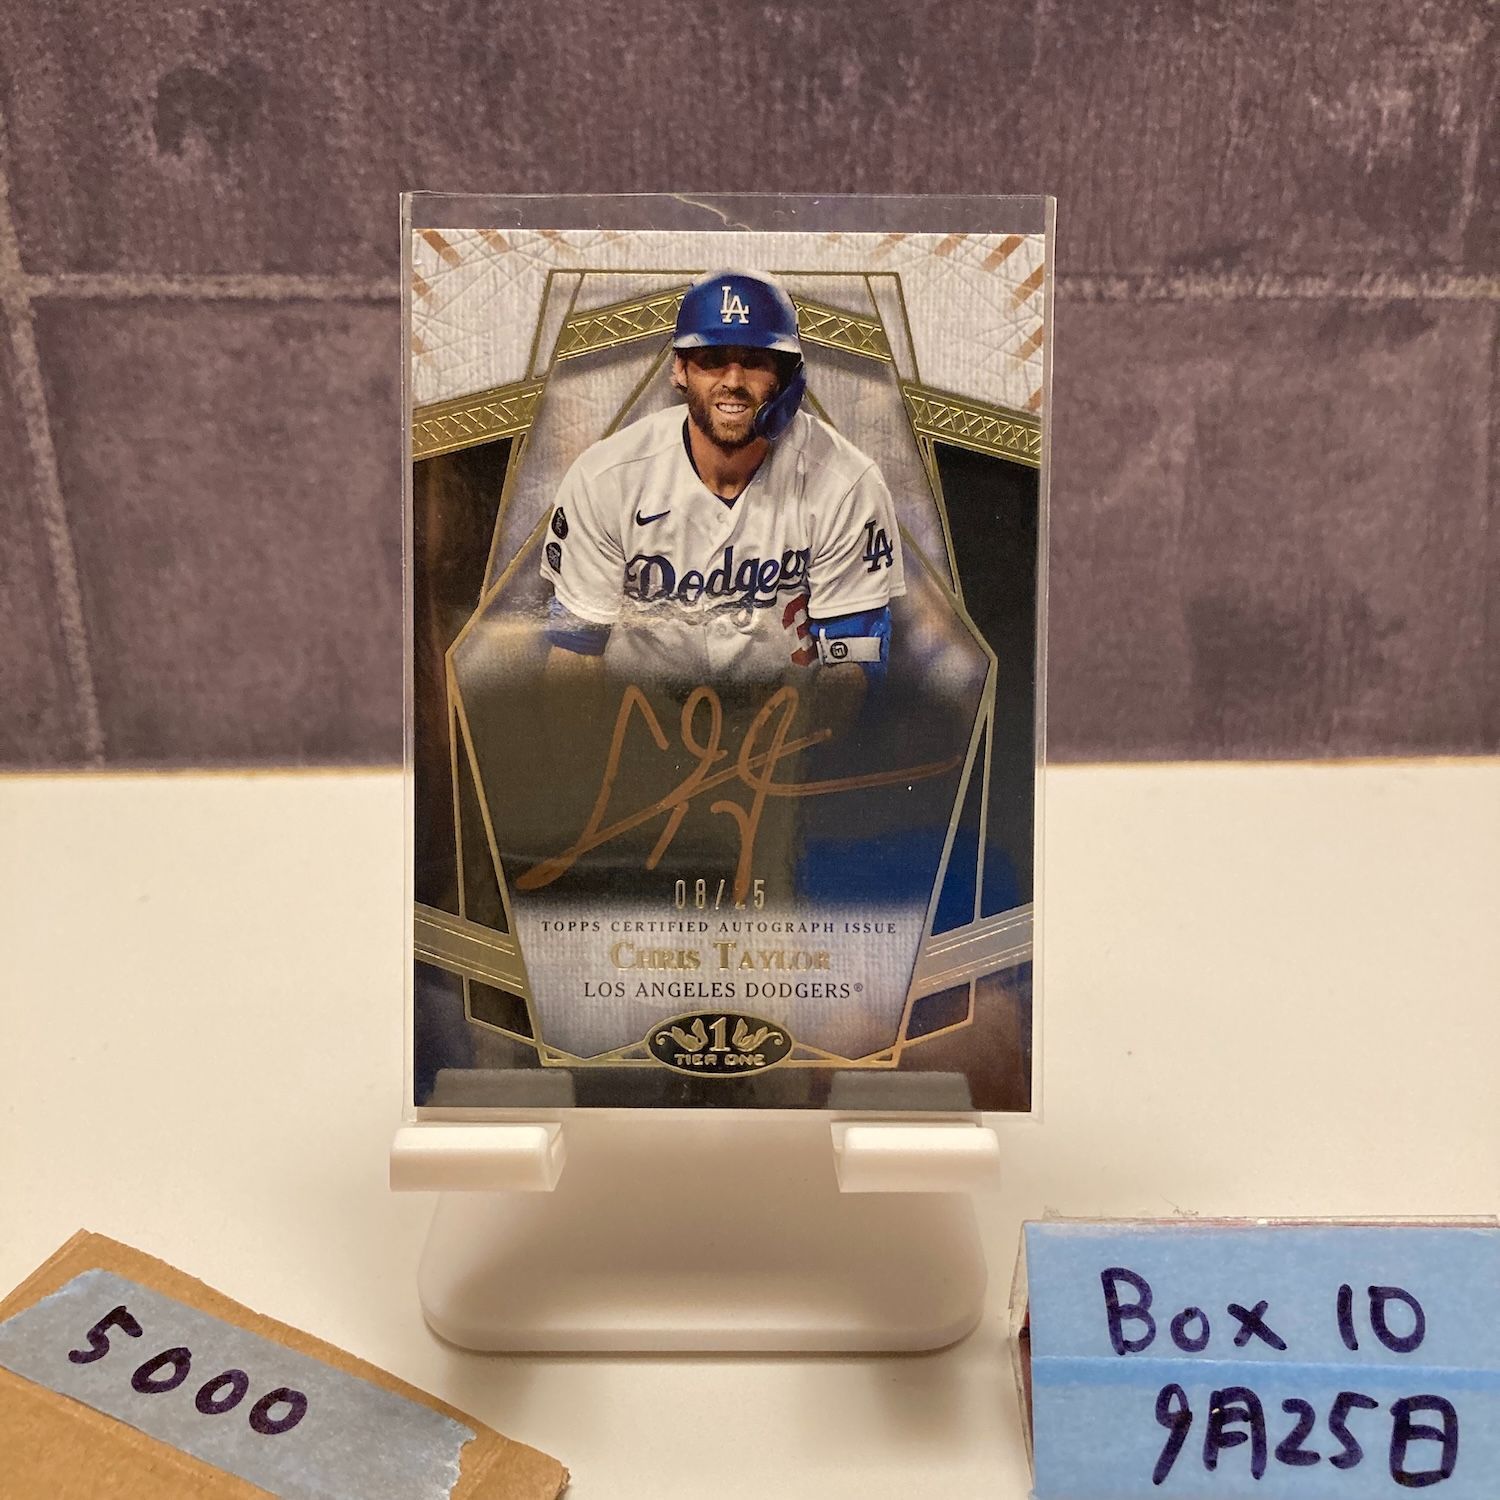 LA
Dodgers
LA
3
08/25
TOPPS CERTIFIED AUTOGRAPH ISSUE
CHRIS TAYLOR
LOS ANGELES DODGERS®
1
TIER ONE
5000
Box 10
9月25日